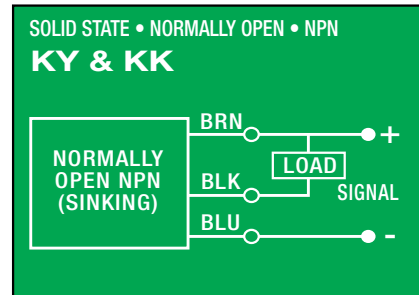 SOLID STATE • NORMALLY OPEN • NPN
KY & KK
BRN
+
NORMALLY
OPEN NPN
(SINKING)
LOAD
BLK
SIGNAL
BLU
-